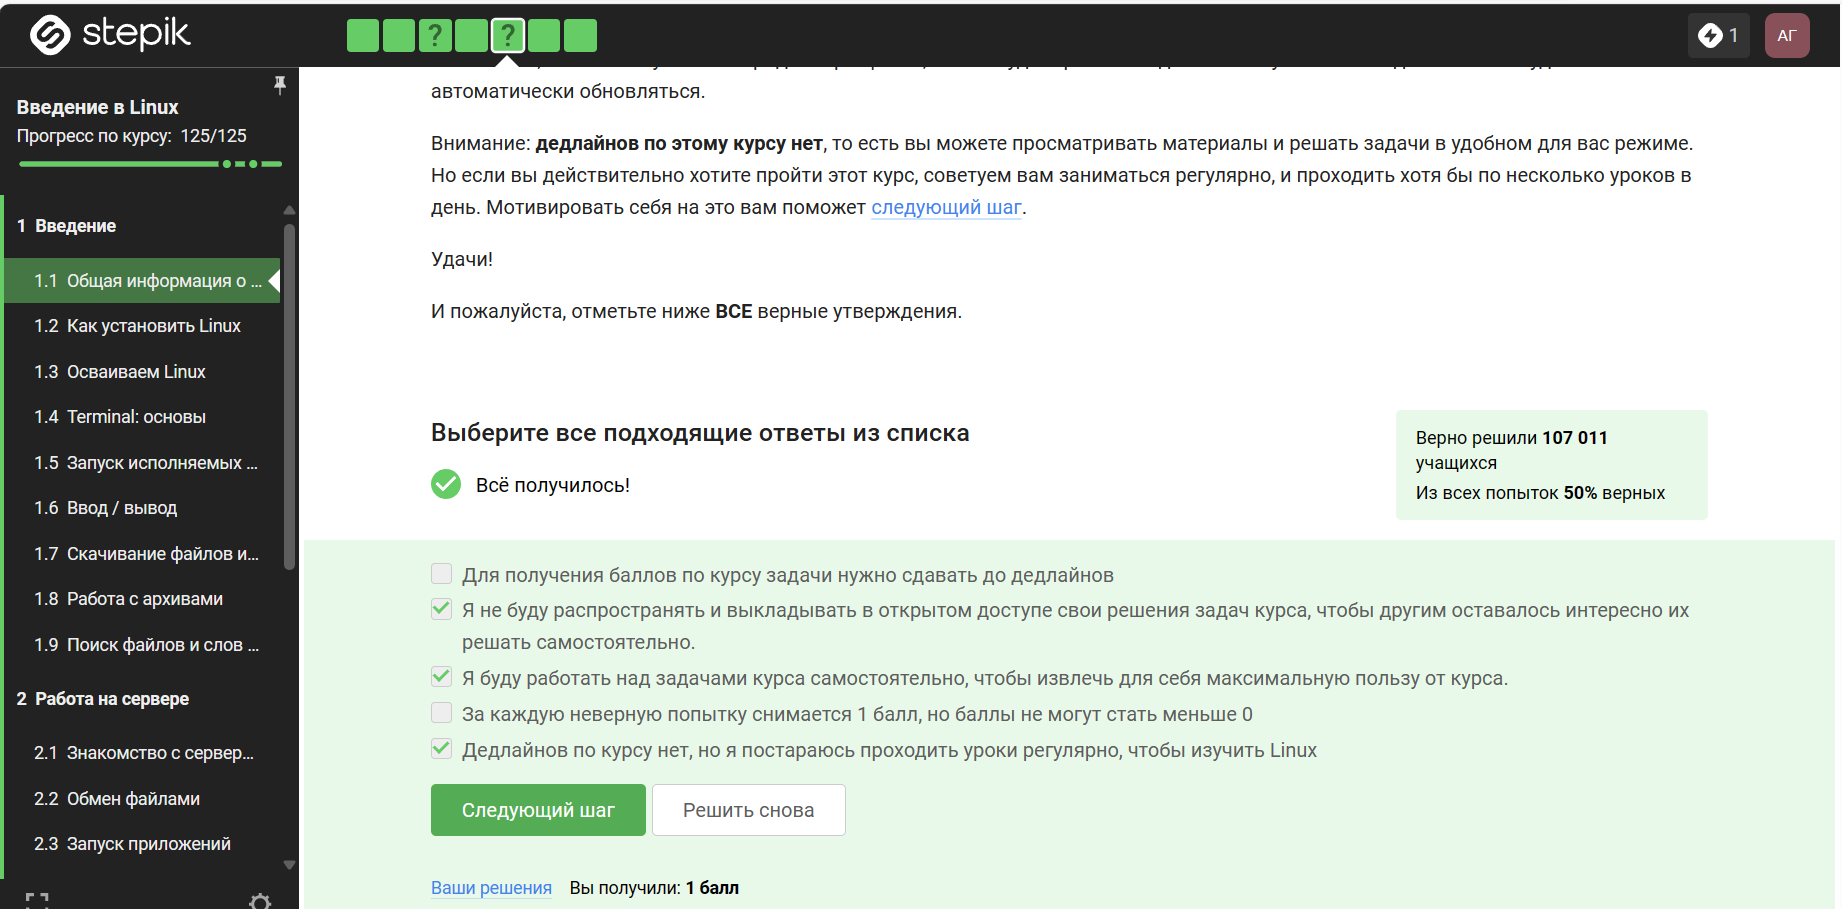 stepik
?
?
1
АГ
Введение в Linux
Прогресс по курсу: 125/125
1 Введение
1.1 Общая информация о ...
1.2 Как установить Linux
1.3 Осваиваем Linux
1.4 Terminal: основы
1.5 Запуск исполняемых ...
1.6 Ввод / вывод
1.7 Скачивание файлов и...
1.8 Работа с архивами
1.9 Поиск файлов и слов ...
2 Работа на сервере
2.1 Знакомство с сервер...
2.2 Обмен файлами
2.3 Запуск приложений
автоматически обновляться.
Внимание: дедлайнов по этому курсу нет, то есть вы можете просматривать материалы и решать задачи в удобном для вас режиме.
Но если вы действительно хотите пройти этот курс, советуем вам заниматься регулярно, и проходить хотя бы по несколько уроков в
день. Мотивировать себя на это вам поможет следующий шаг.
Удачи!
И пожалуйста, отметьте ниже ВСЕ верные утверждения.
Выберите все подходящие ответы из списка
Всё получилось!
Верно решили 107 011
учащихся
Из всех попыток 50% верных
Для получения баллов по курсу задачи нужно сдавать до дедлайнов
Я не буду распространять и выкладывать в открытом доступе свои решения задач курса, чтобы другим оставалось интересно их
решать самостоятельно.
Я буду работать над задачами курса самостоятельно, чтобы извлечь для себя максимальную пользу от курса.
За каждую неверную попытку снимается 1 балл, но баллы не могут стать меньше 0
Дедлайнов по курсу нет, но я постараюсь проходить уроки регулярно, чтобы изучить Linux
Следующий шаг
Решить снова
Ваши решения Вы получили: 1 балл